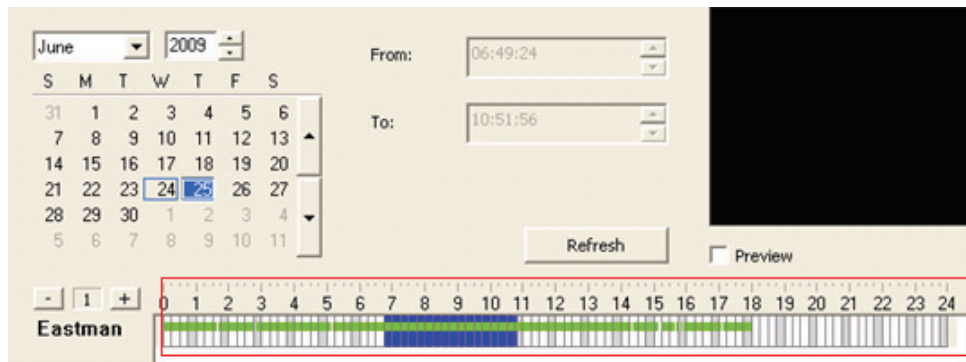 June 2009
S M T W T F S
31 1 2 3 4 5 6
7 8 9 10 11 12 13
14 15 16 17 18 19 20
21 22 23 24 25 26 27
28 29 30 1 2 3 4
5 6 7 8 9 10 11
From: 06:49:24
To: 10:51:56
Refresh
Preview
- 1 +
0 1 2 3 4 5 6 7 8 9 10 11 12 13 14 15 16 17 18 19 20 21 22 23 24
Eastman